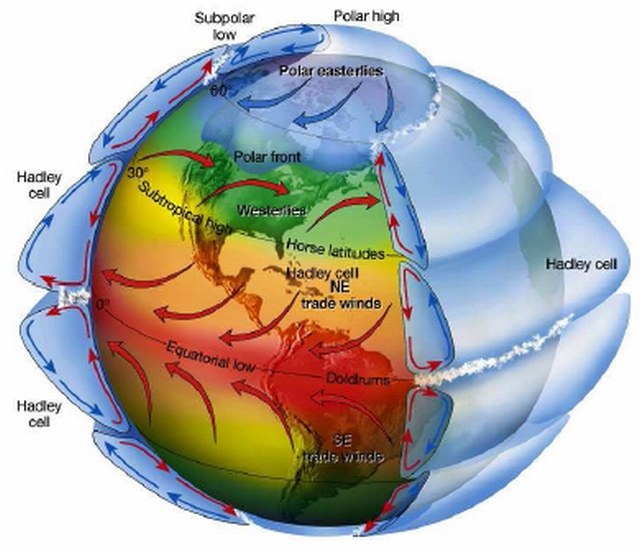 Subpolar
low
Polar high
Polar easterlies
60°
Polar front
30°
Hadley
cell
Subtropical high
Westerlies
Horse latitudes
Hadley cell
Hadley cell
NE
trade winds
0°
Equatorial low
Doldrums
Hadley
cell
SE
trade winds